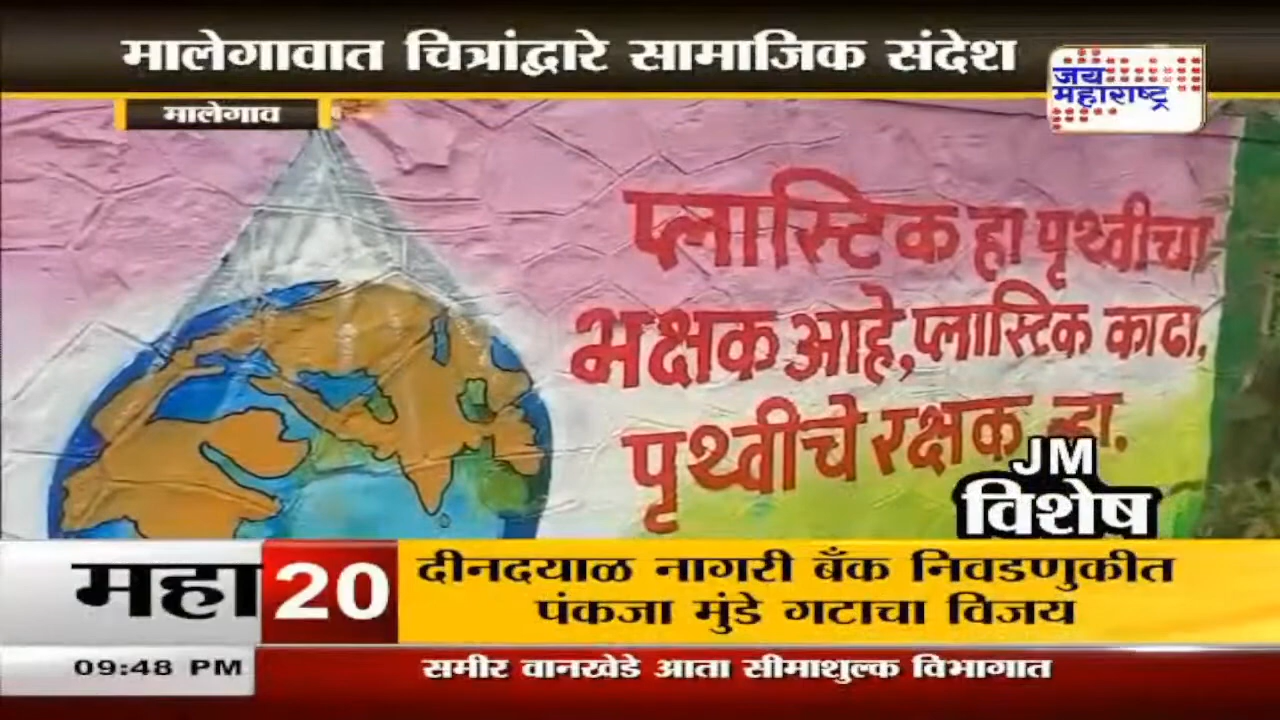 मालेगावात चित्रांद्वारे सामाजिक संदेश
जय
महाराष्ट्र
मालेगाव
प्लास्टिक हा पृथ्वीचा
भक्षक आहे, प्लास्टिक काढा,
पृथ्वीचे रक्षक
JM
विशेष
महा 20
दीनदयाळ नागरी बँक निवडणुकीत
पंकजा मुंडे गटाचा विजय
09:48 PM
समीर वानखेडे आता सीमाशुल्क विभागात